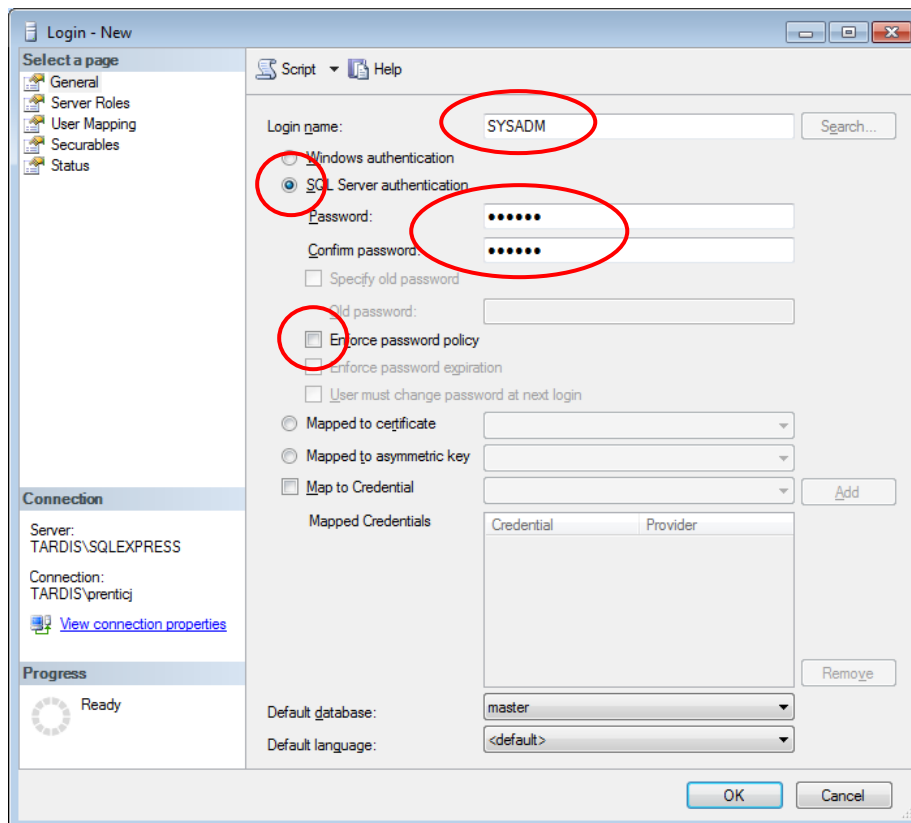 Login - New
Select a page
General
Server Roles
User Mapping
Securables
Status
Connection
Server:
TARDIS\SQLEXPRESS
Connection:
TARDIS\prenticj
View connection properties
Progress
Ready
Script Help
Login name: SYSADM Search...
Windows authentication
SQL Server authentication
Password: ••••••
Confirm password: ••••••
Specify old password
Old password:
Enforce password policy
Enforce password expiration
User must change password at next login
Mapped to certificate
Mapped to asymmetric key
Map to Credential Add
Mapped Credentials Credential Provider
Remove
Default database: master
Default language: <default>
OK Cancel